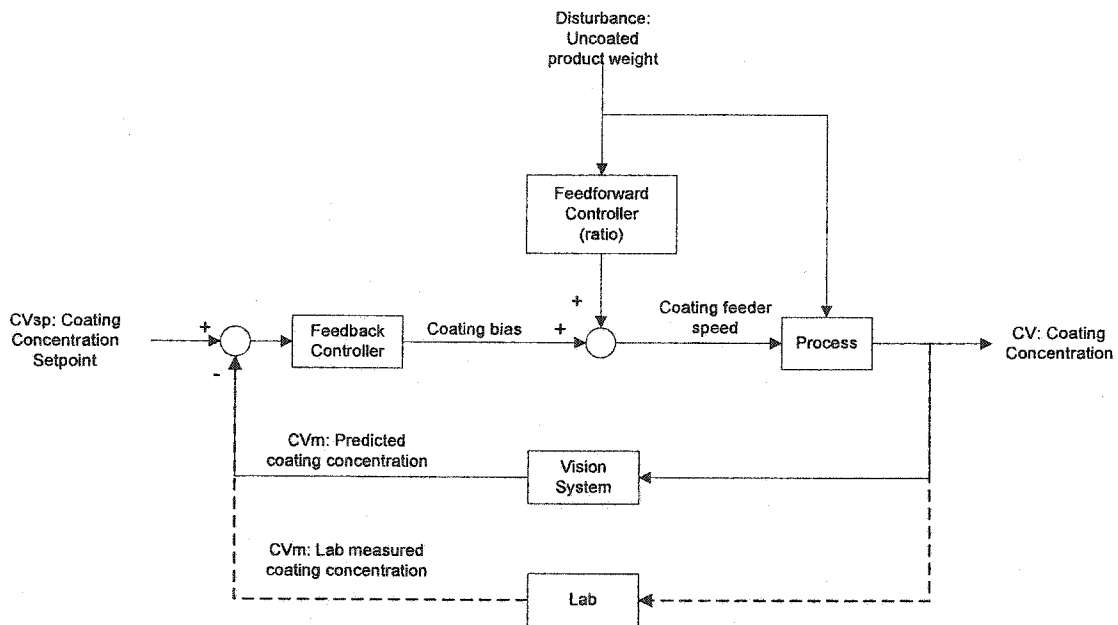 Disturbance:
Uncoated
product weight
Feedforward
Controller
(ratio)
+
CVsp: Coating
Concentration
Setpoint
+
-
Feedback
Controller
Coating bias
+
Coating feeder
speed
Process
CV: Coating
Concentration
CVm: Predicted
coating concentration
Vision
System
CVm: Lab measured
coating concentration
Lab